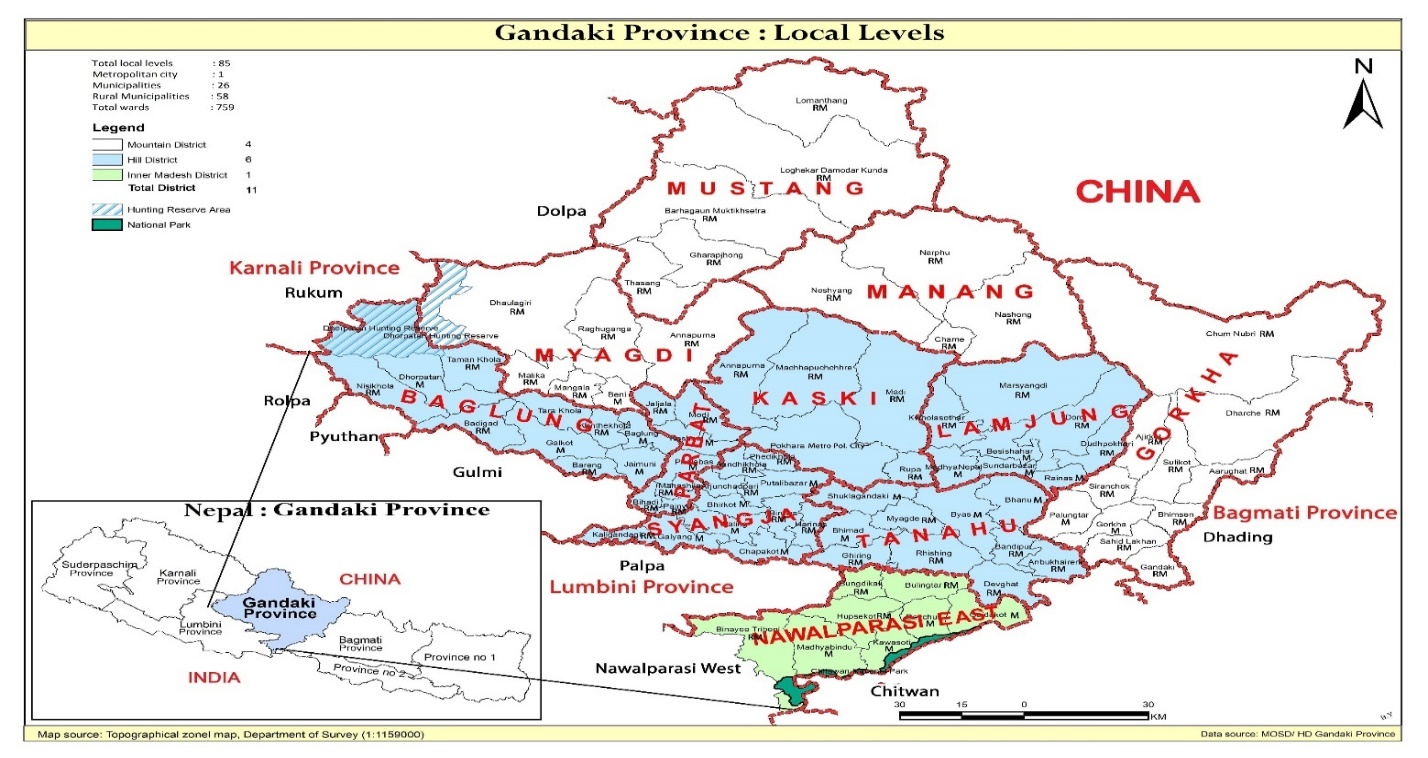 Gandaki Province : Local Levels
Total local levels : 85
Metropolitan city : 1
Municipalities : 26
Rural Municipalities : 58
Total wards : 759
Legend
Mountain District 4
Hill District 6
Inner Madesh District 1
Total District 11
Hunting Reserve Area
National Park
N
CHINA
Lomanthang
RM
Loghekar Damodar Kunda
RM
MUSTANG
Dolpa
Barhagaun Muktikhsetra
RM
Gharapjhong
RM
Thasang
RM
Narphu
RM
Noshyang
RM
MANANG
Nashong
RM
Chame
RM
Karnali Province
Rukum
Dhaulagiri
RM
Raghuganga
RM
Annapurna
RM
MYAGDI
Malika
RM
Mangala
RM
Beni
M
Dhorpatan Hunting Reserve
Dhorpatan Hunting Reserve
Taman Khola
RM
Dhorpatan
M
Nisikhola
RM
BAGLUNG
Tara Khola
RM
Badigad
RM
Baglung
M
Galkot
M
Barang
RM
Jaimuni
M
Rolpa
Pyuthan
Gulmi
Jaljala
RM
Modi
RM
PARBAT
Bihadi
RM
Annapurna
RM
Machhapuchchhre
RM
Madi
RM
KASKI
Pokhara Metro Pol. City
Rupa
RM
Marsyangdi
RM
LAMJUNG
Dordi
RM
Dudhpokhari
RM
Besishahar
M
Sundarbazar
M
Rainas M
Chum Nubri RM
GORKHA
Dharche RM
Sulikot
RM
Aarughat RM
Siranchok
RM
Palungtar
M
Bhimsen
RM
Gorkha
M
Sahid Lakhan
RM
Gandaki
RM
Bagmati Province
Dhading
Putalibazar M
Bhirkot M
SYANGJA
Galyang M
Chapakot M
Shuklagandaki M
Bhanu M
Myagde RM
Byas M
Bhimad
M
TANAHU
Ghiring
RM
Rhishing
RM
Bandipur
RM
Anbukhaireni
RM
Devghat
RM
Palpa
Lumbini Province
Bulingtar RM
Hupsekot RM
Binayee Tribeni
RM
NAWALPARASI EAST
Madhyabindu
M
Kawasoti
M
Nawalparasi West
Chitwan
30 15 0 30
KM
Nepal : Gandaki Province
Suderpaschim
Province
Karnali
Province
CHINA
Gandaki
Province
Lumbini
Province
Bagmati
Province
Province no 1
Province no 2
INDIA
Map source: Topographical zonel map, Department of Survey (1:1159000)
Data source: MOSD/ HD Gandaki Province